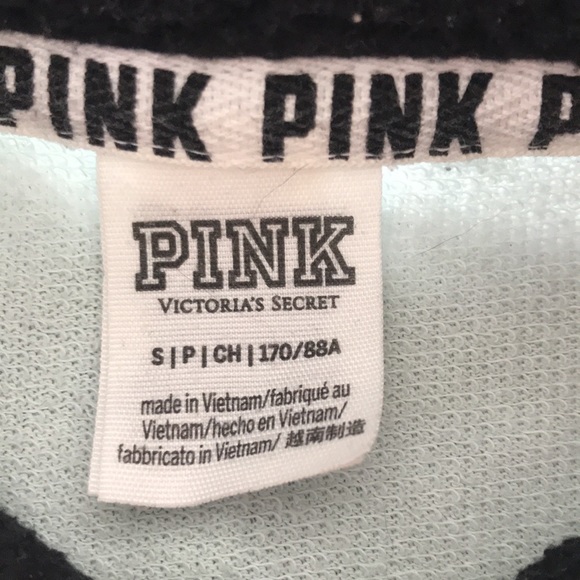 PINK PINK P
PINK
VICTORIA'S SECRET
S | P | CH | 170/88A
made in Vietnam/fabriqué au
Vietnam/hecho en Vietnam/
fabbricato in Vietnam/ 越南制造